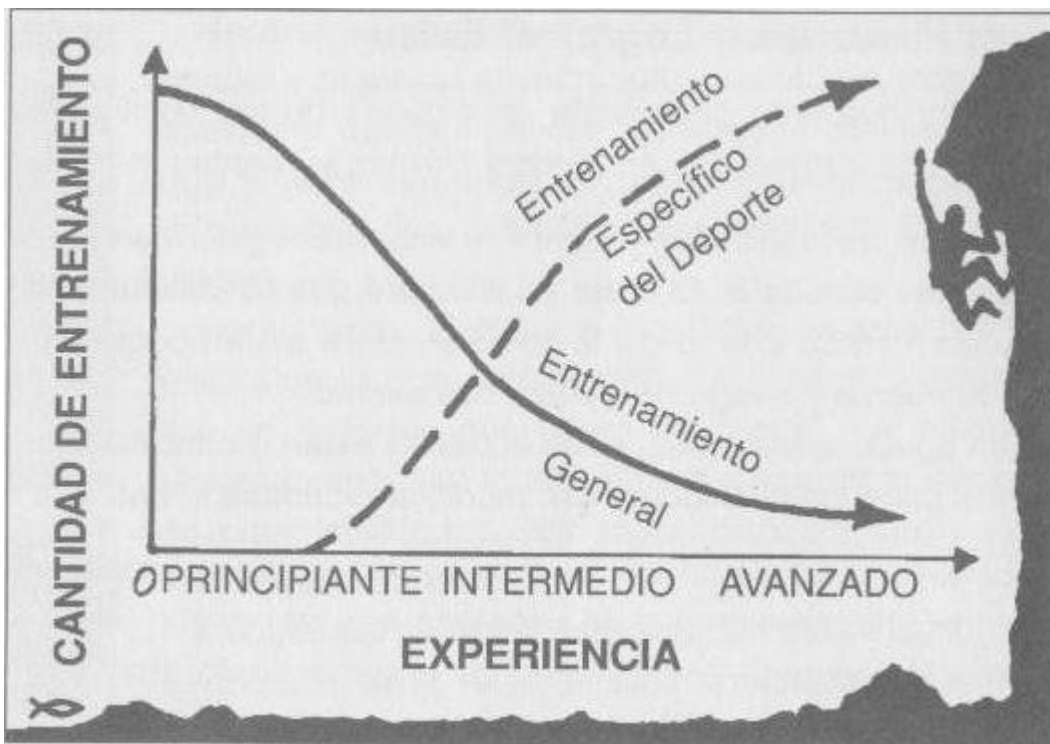 CANTIDAD DE ENTRENAMIENTO
Entrenamiento
Específico
del Deporte
Entrenamiento
General
0 PRINCIPIANTE INTERMEDIO AVANZADO
EXPERIENCIA